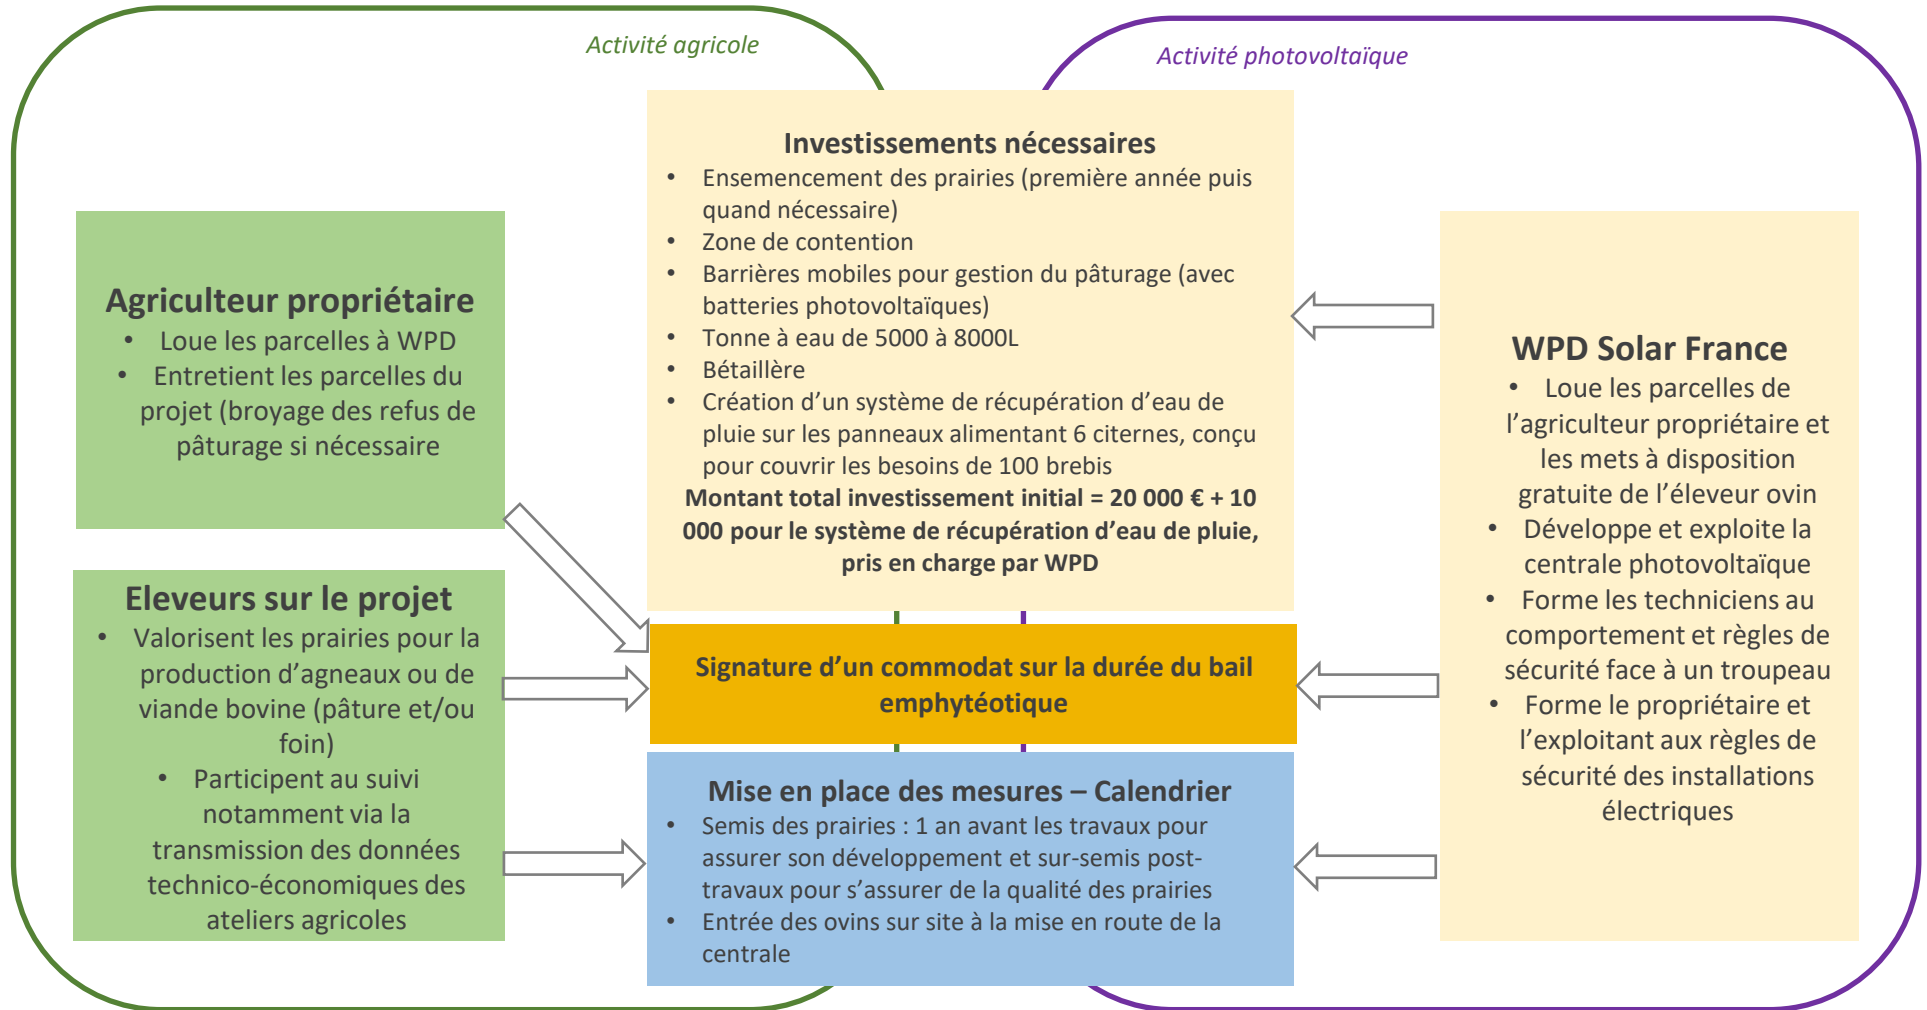 Activité agricole
Activité photovoltaïque
Agriculteur propriétaire
• Loue les parcelles à WPD
• Entretient les parcelles du
projet (broyage des refus de
pâturage si nécessaire
Eleveurs sur le projet
• Valorisent les prairies pour la
production d’agneaux ou de
viande bovine (pâture et/ou
foin)
• Participent au suivi
notamment via la
transmission des données
technico-économiques des
ateliers agricoles
Investissements nécessaires
• Ensemencement des prairies (première année puis
quand nécessaire)
• Zone de contention
• Barrières mobiles pour gestion du pâturage (avec
batteries photovoltaïques)
• Tonne à eau de 5000 à 8000L
• Bétaillère
• Création d’un système de récupération d’eau de
pluie sur les panneaux alimentant 6 citernes, conçu
pour couvrir les besoins de 100 brebis
Montant total investissement initial = 20 000 € + 10
000 pour le système de récupération d’eau de pluie,
pris en charge par WPD
Signature d’un commodat sur la durée du bail
emphytéotique
Mise en place des mesures – Calendrier
• Semis des prairies : 1 an avant les travaux pour
assurer son développement et sur-semis post-
travaux pour s’assurer de la qualité des prairies
• Entrée des ovins sur site à la mise en route de la
centrale
WPD Solar France
• Loue les parcelles de
l’agriculteur propriétaire et
les mets à disposition
gratuite de l’éleveur ovin
• Développe et exploite la
centrale photovoltaïque
• Forme les techniciens au
comportement et règles de
sécurité face à un troupeau
• Forme le propriétaire et
l’exploitant aux règles de
sécurité des installations
électriques